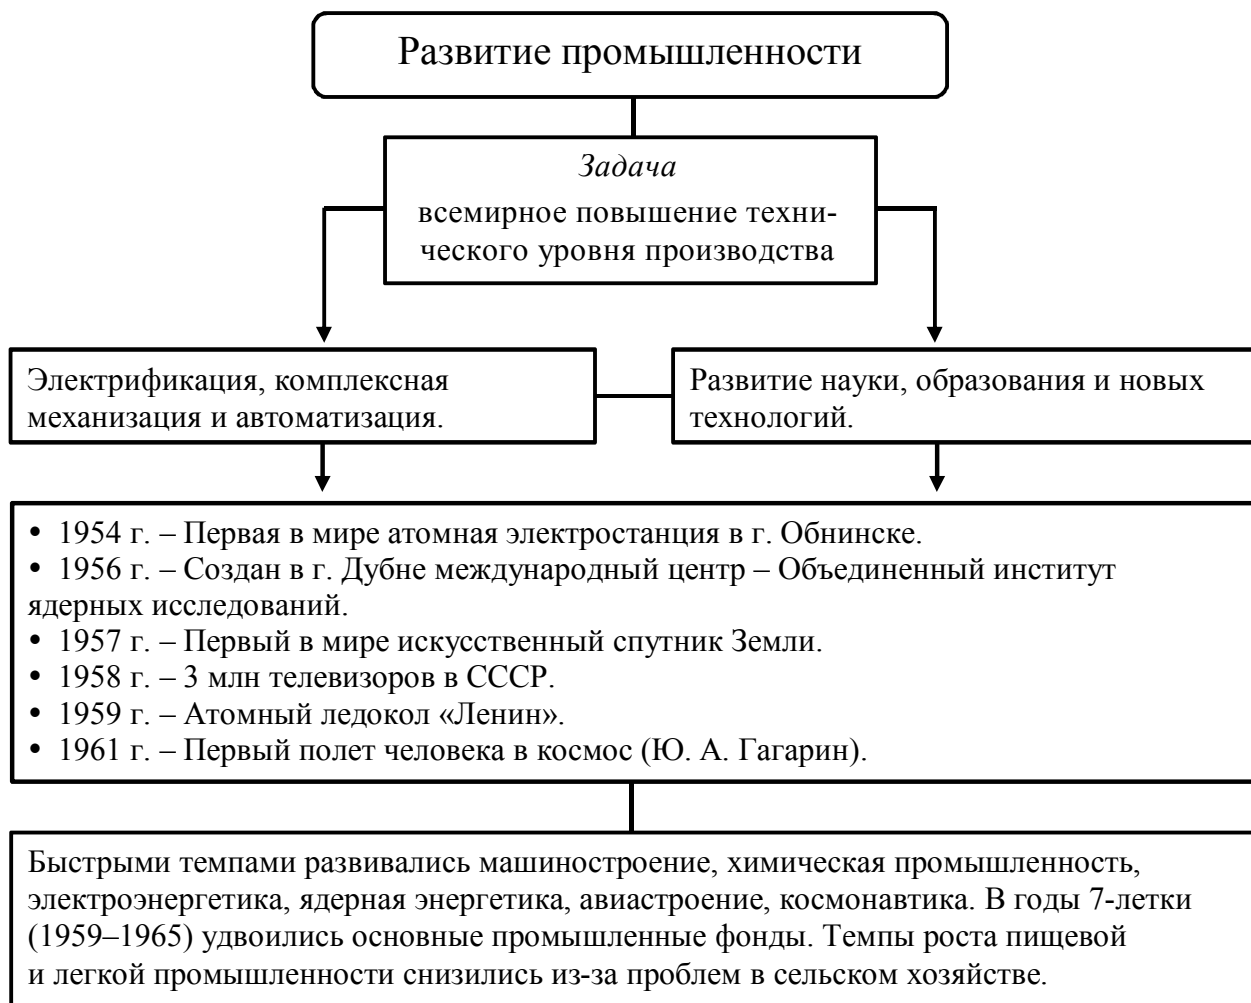 Развитие промышленности
Задача
всемирное повышение техни-
ческого уровня производства
Электрификация, комплексная
механизация и автоматизация.
Развитие науки, образования и новых
технологий.
• 1954 г. – Первая в мире атомная электростанция в г. Обнинске.
• 1956 г. – Создан в г. Дубне международный центр – Объединенный институт
ядерных исследований.
• 1957 г. – Первый в мире искусственный спутник Земли.
• 1958 г. – 3 млн телевизоров в СССР.
• 1959 г. – Атомный ледокол «Ленин».
• 1961 г. – Первый полет человека в космос (Ю. А. Гагарин).
Быстрыми темпами развивались машиностроение, химическая промышленность,
электроэнергетика, ядерная энергетика, авиастроение, космонавтика. В годы 7-летки
(1959–1965) удвоились основные промышленные фонды. Темпы роста пищевой
и легкой промышленности снизились из-за проблем в сельском хозяйстве.